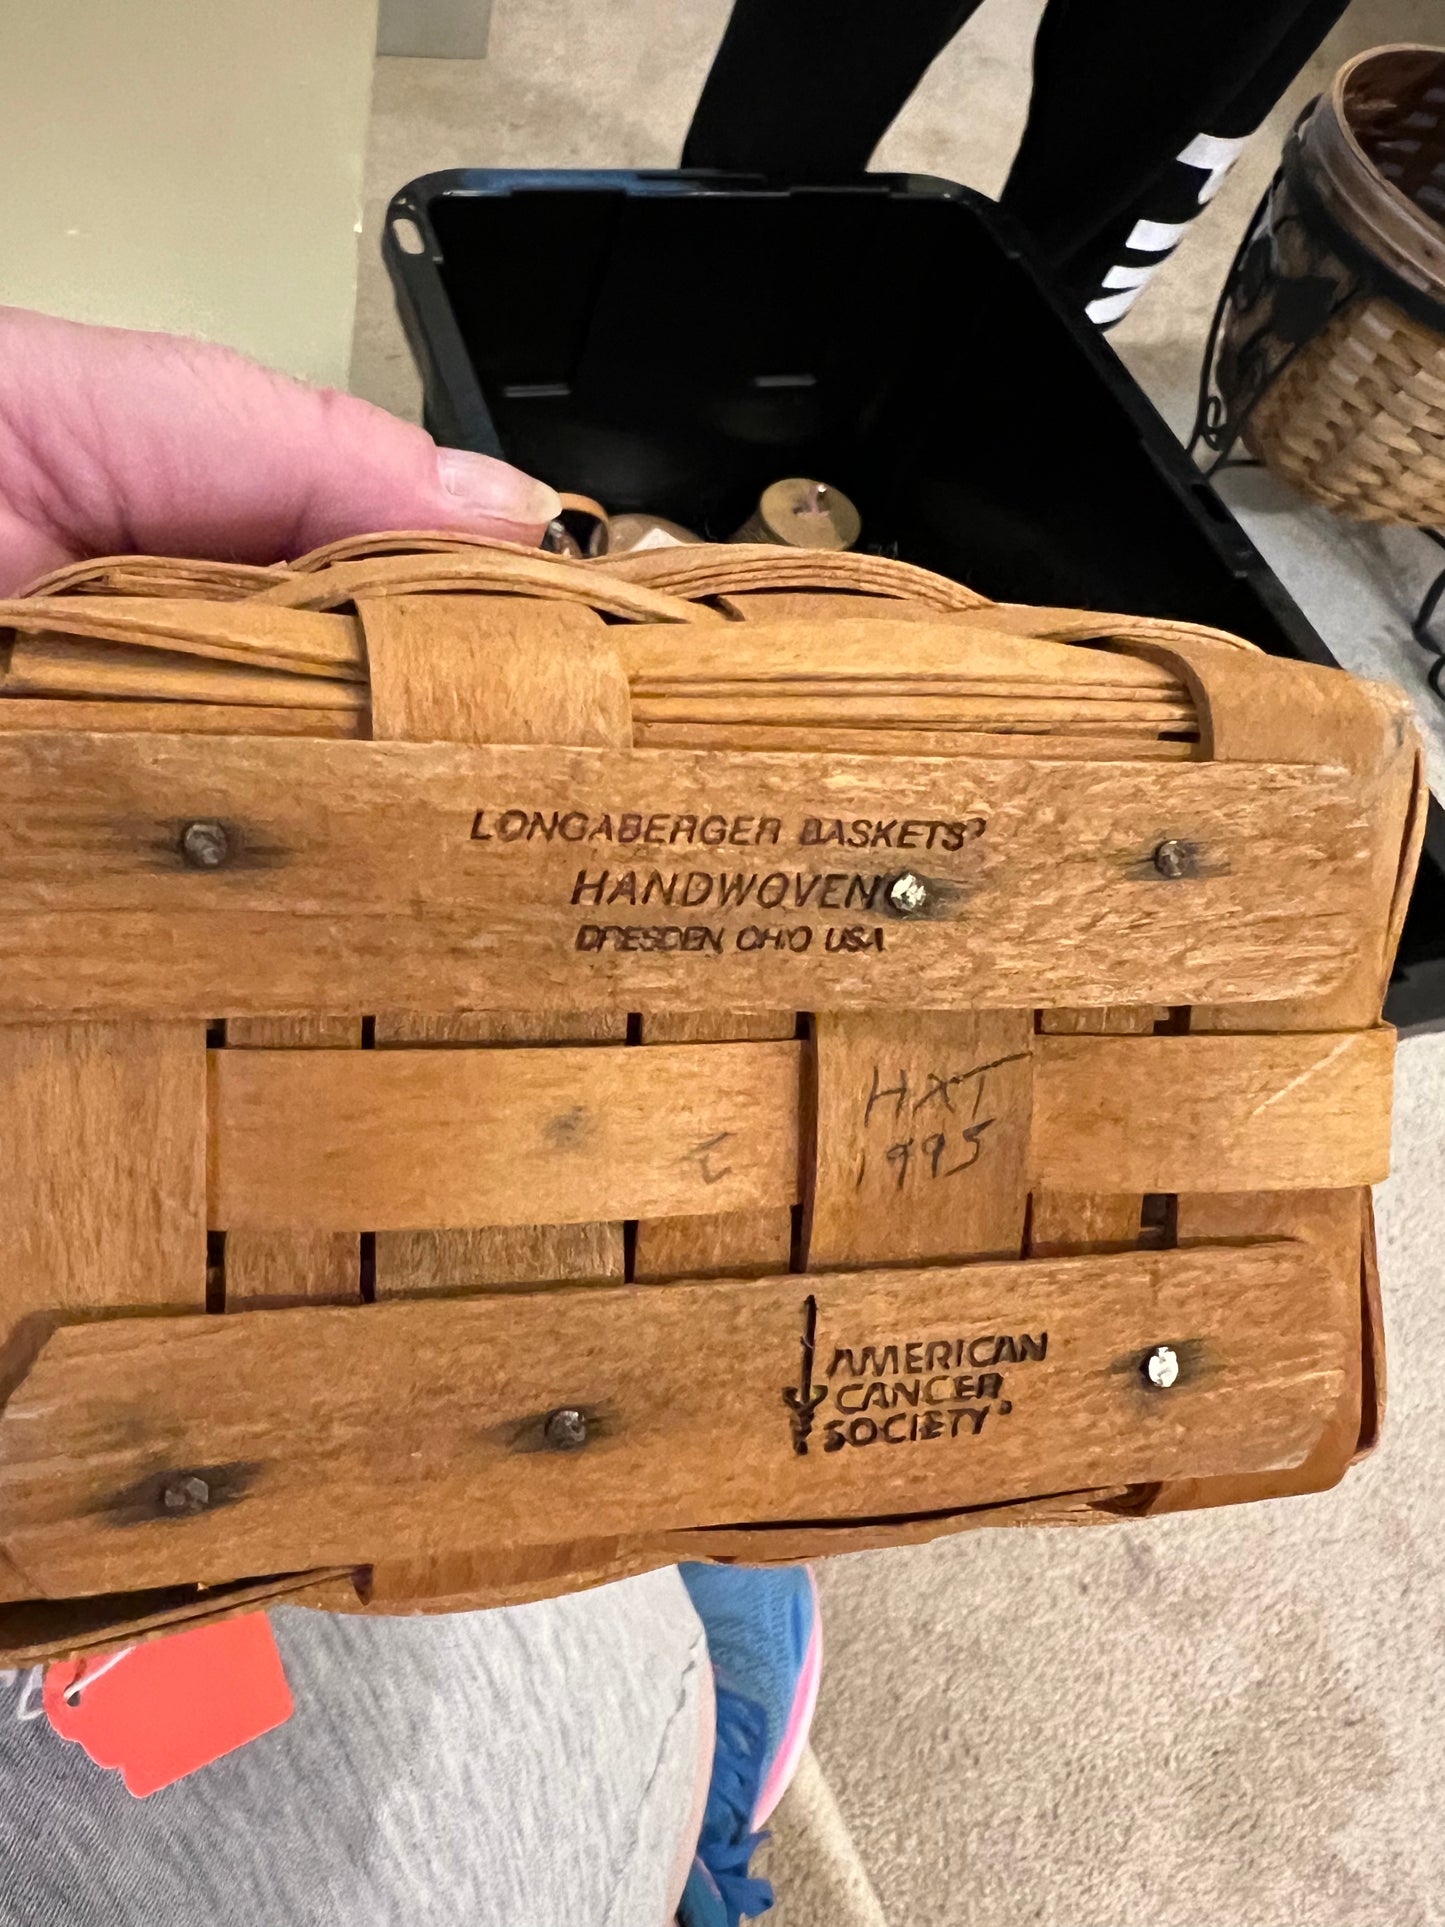 LONGABERGER BASKETS®
HANDWOVEN
DRESDEN, OHIO USA
HXT
1995
AMERICAN
CANCER
SOCIETY®